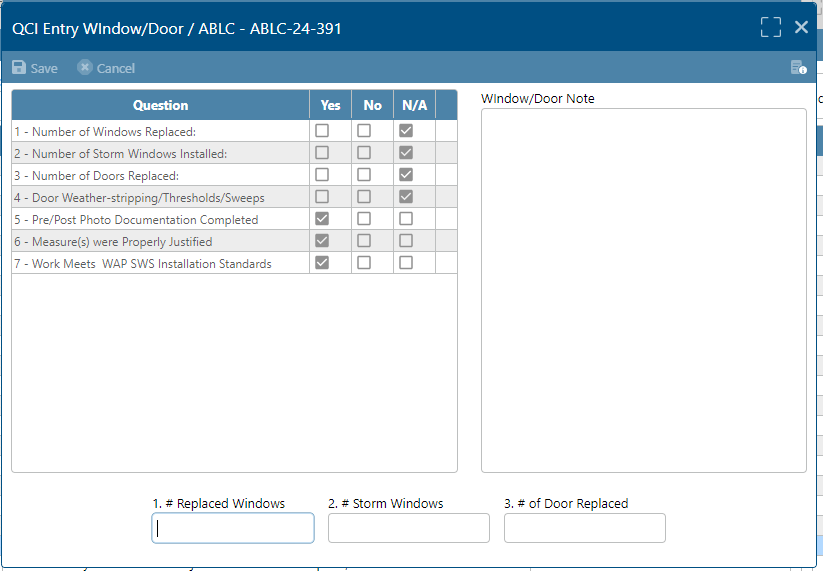 QCI Entry WIndow/Door / ABLC - ABLC-24-391
Save Cancel
Question Yes No N/A
1 - Number of Windows Replaced:
2 - Number of Storm Windows Installed:
3 - Number of Doors Replaced:
4 - Door Weather-stripping/Thresholds/Sweeps
5 - Pre/Post Photo Documentation Completed
6 - Measure(s) were Properly Justified
7 - Work Meets WAP SWS Installation Standards
WIndow/Door Note
1. # Replaced Windows
2. # Storm Windows
3. # of Door Replaced